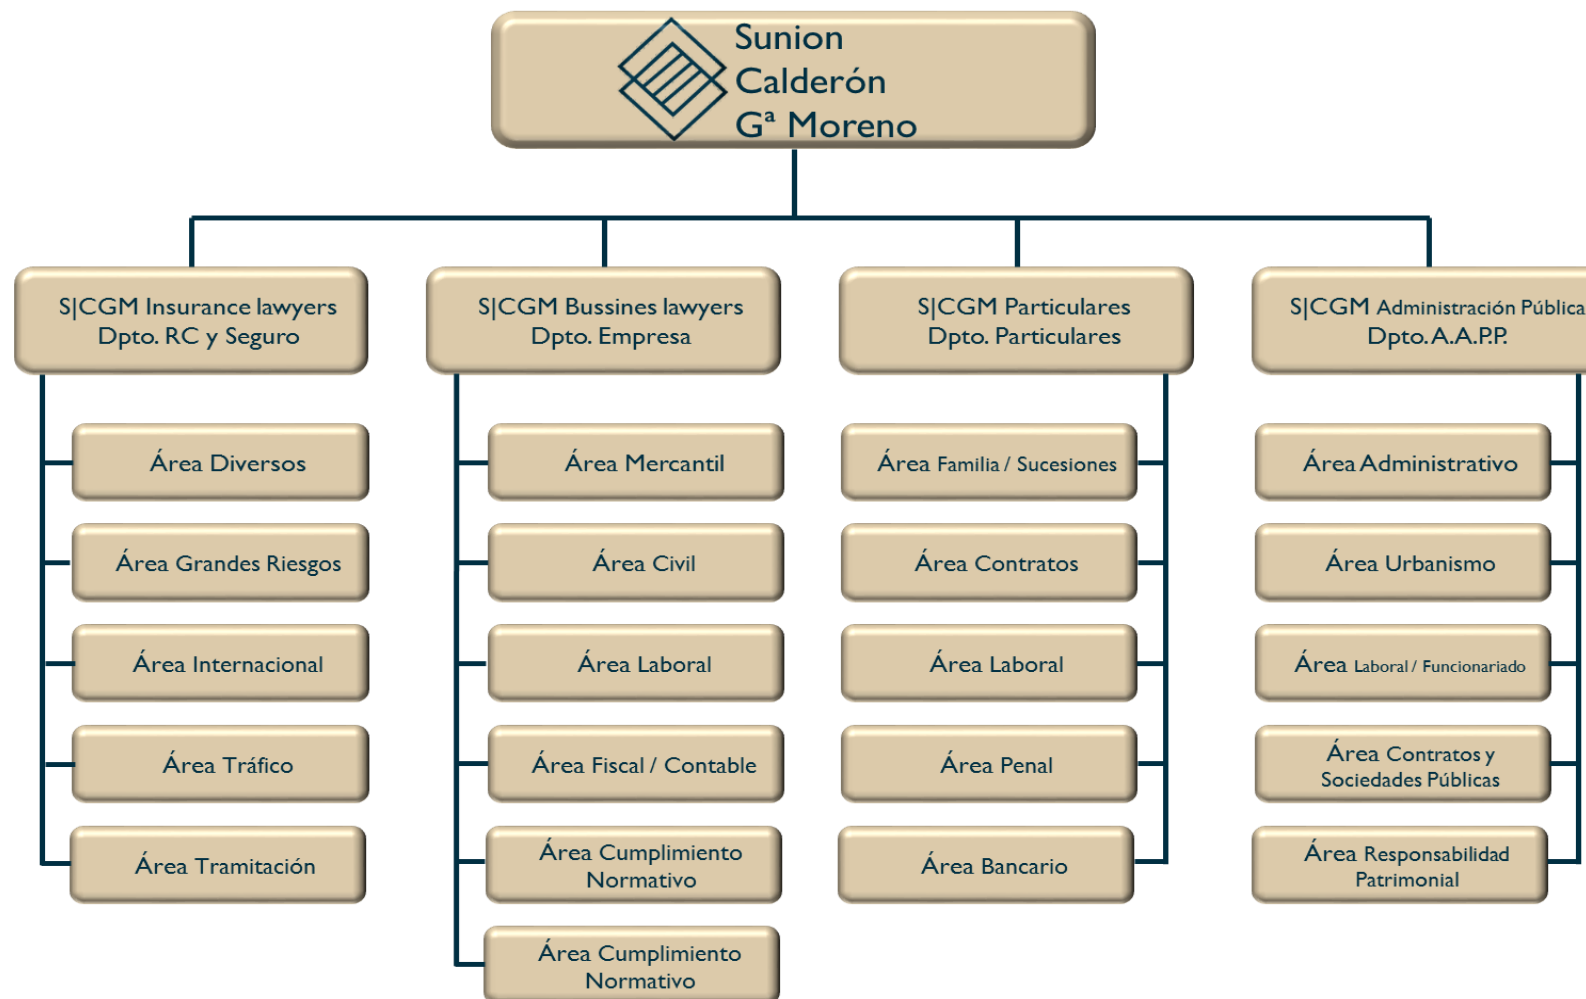 Sunion
Calderón
Gª Moreno
S|CGM Insurance lawyers
Dpto. RC y Seguro
S|CGM Bussines lawyers
Dpto. Empresa
S|CGM Particulares
Dpto. Particulares
S|CGM Administración Pública
Dpto. A.A.P.P.
Área Diversos
Área Grandes Riesgos
Área Internacional
Área Tráfico
Área Tramitación
Área Mercantil
Área Civil
Área Laboral
Área Fiscal / Contable
Área Cumplimiento
Normativo
Área Cumplimiento
Normativo
Área Familia / Sucesiones
Área Contratos
Área Laboral
Área Penal
Área Bancario
Área Administrativo
Área Urbanismo
Área Laboral / Funcionariado
Área Contratos y
Sociedades Públicas
Área Responsabilidad
Patrimonial